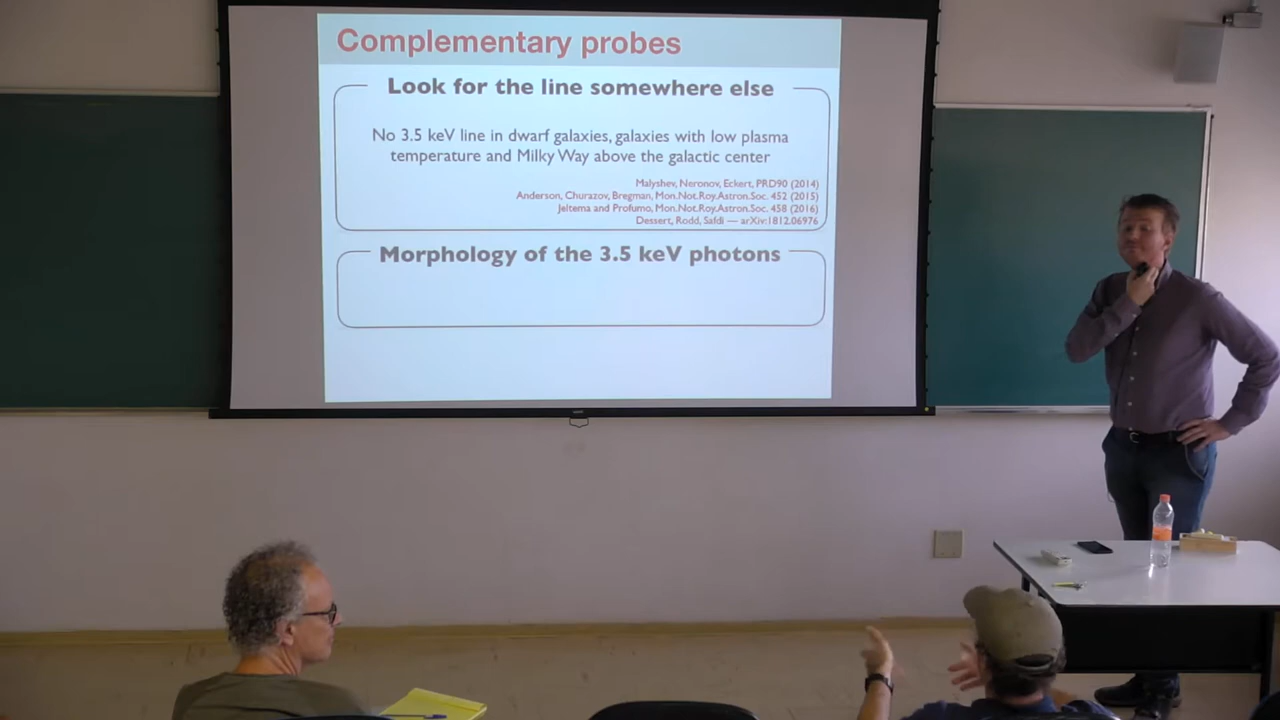 Complementary probes
Look for the line somewhere else
No 3.5 keV line in dwarf galaxies, galaxies with low plasma
temperature and Milky Way above the galactic center
Malyshev, Neronov, Eckert, PRD90 (2014)
Anderson, Churazov, Bregman, Mon.Not.Roy.Astron.Soc. 452 (2015)
Jeltema and Profumo, Mon.Not.Roy.Astron.Soc. 458 (2016)
Dessert, Rodd, Safdi — arXiv:1812.06976
Morphology of the 3.5 keV photons